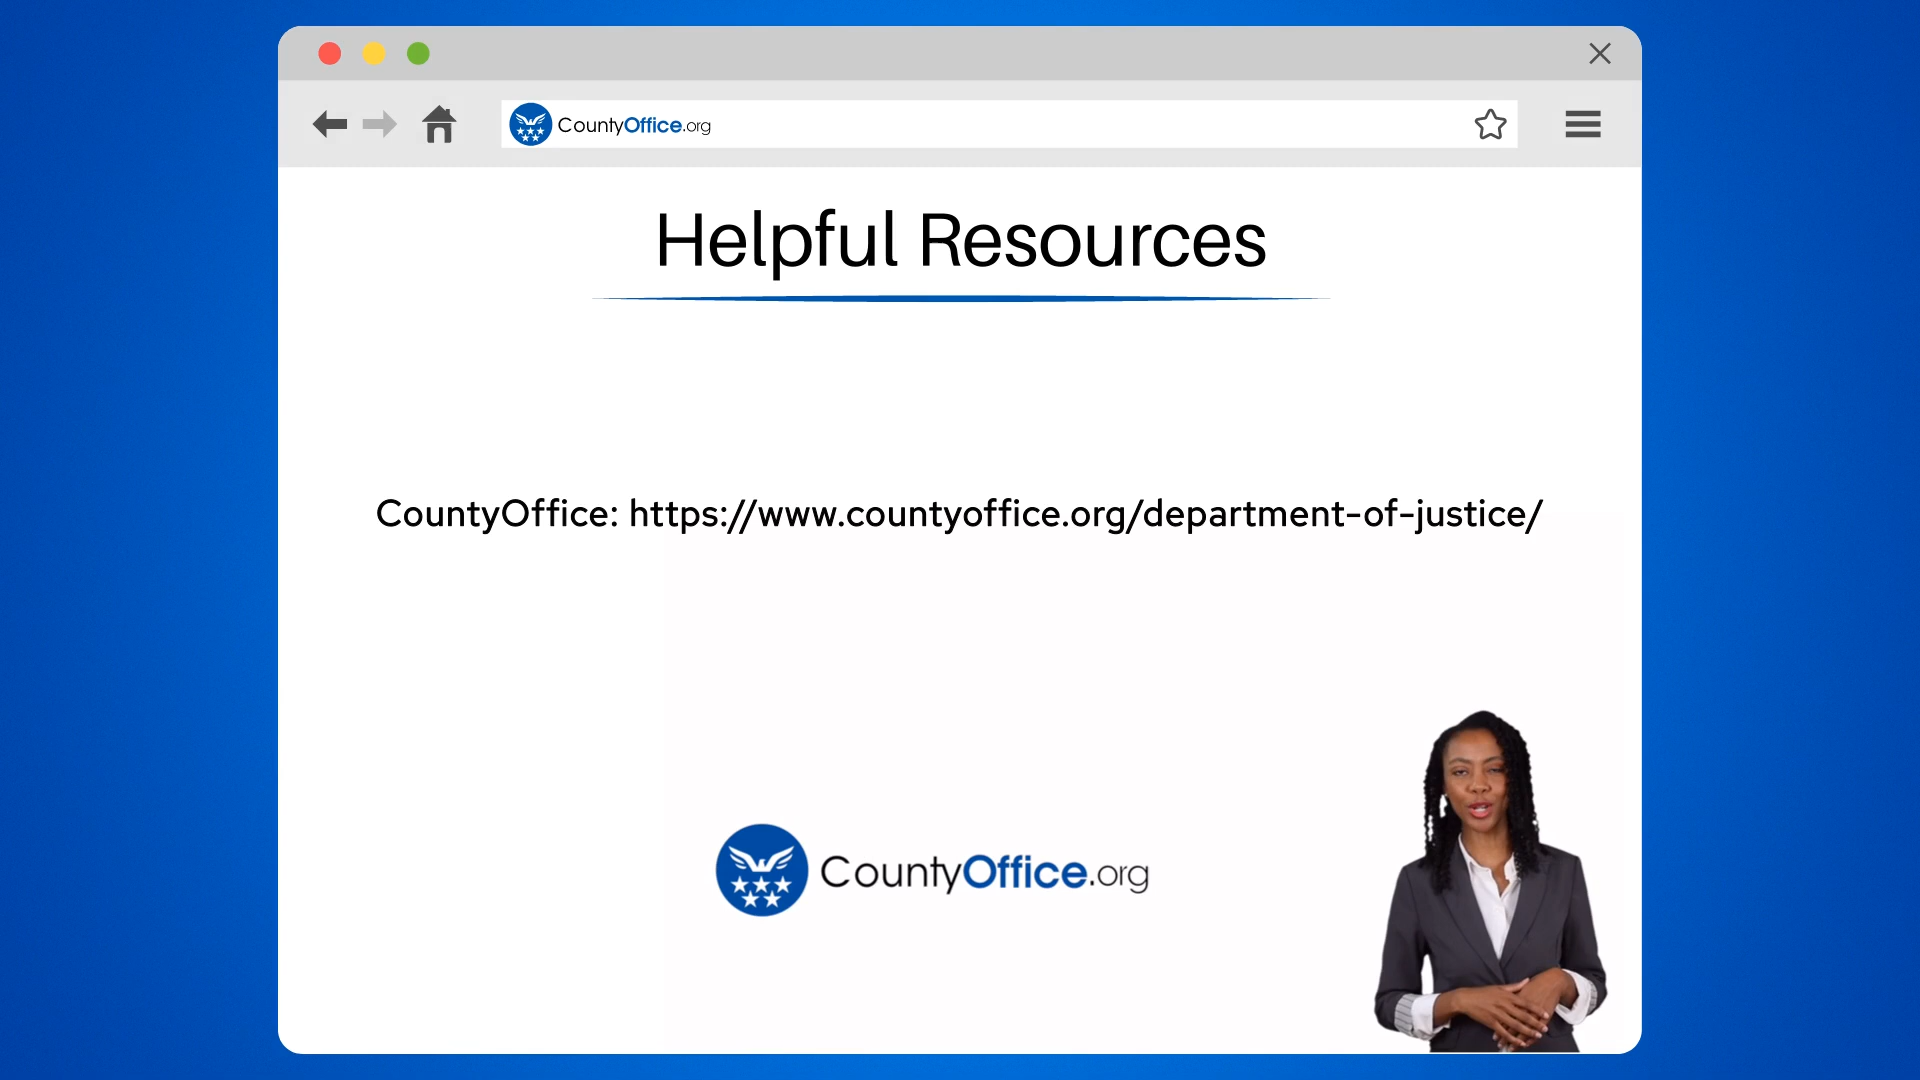 CountyOffice.org
Helpful Resources
CountyOffice: https://www.countyoffice.org/department-of-justice/
CountyOffice.org